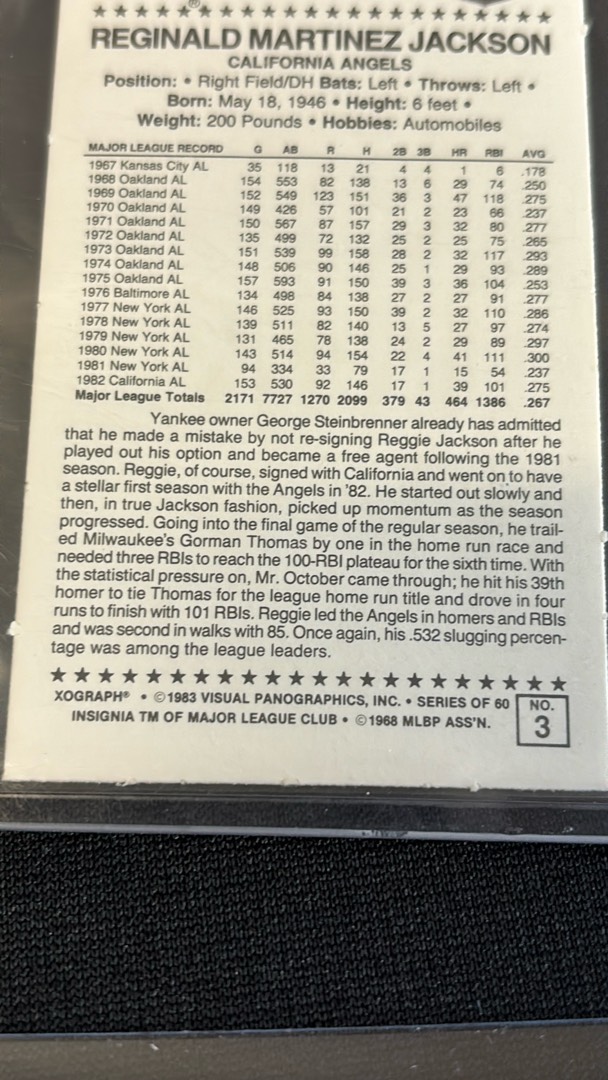 ★★★★★★★★★★★★★★★★★★★★
REGINALD MARTINEZ JACKSON
CALIFORNIA ANGELS
Position: • Right Field/DH Bats: Left • Throws: Left •
Born: May 18, 1946 • Height: 6 feet •
Weight: 200 Pounds • Hobbies: Automobiles
MAJOR LEAGUE RECORD G AB R H 2B 3B HR RBI AVG
1967 Kansas City AL 35 118 13 21 4 4 1 6 .178
1968 Oakland AL 154 553 82 138 13 6 29 74 .250
1969 Oakland AL 152 549 123 151 36 3 47 118 .275
1970 Oakland AL 149 426 57 101 21 2 23 66 .237
1971 Oakland AL 150 567 87 157 29 3 32 80 .277
1972 Oakland AL 135 499 72 132 25 2 25 75 .265
1973 Oakland AL 151 539 99 158 28 2 32 117 .293
1974 Oakland AL 148 506 90 146 25 1 29 93 .289
1975 Oakland AL 157 593 91 150 39 3 36 104 .253
1976 Baltimore AL 134 498 84 138 27 2 27 91 .277
1977 New York AL 146 525 93 150 39 2 32 110 .286
1978 New York AL 139 511 82 140 13 5 27 97 .274
1979 New York AL 131 465 78 138 24 2 29 89 .297
1980 New York AL 143 514 94 154 22 4 41 111 .300
1981 New York AL 94 334 33 79 17 1 15 54 .237
1982 California AL 153 530 92 146 17 1 39 101 .275
Major League Totals 2171 7727 1270 2099 379 43 464 1386 .267
Yankee owner George Steinbrenner already has admitted
that he made a mistake by not re-signing Reggie Jackson after he
played out his option and became a free agent following the 1981
season. Reggie, of course, signed with California and went on to have
a stellar first season with the Angels in '82. He started out slowly and
then, in true Jackson fashion, picked up momentum as the season
progressed. Going into the final game of the regular season, he trail-
ed Milwaukee's Gorman Thomas by one in the home run race and
needed three RBIs to reach the 100-RBI plateau for the sixth time. With
the statistical pressure on, Mr. October came through; he hit his 39th
homer to tie Thomas for the league home run title and drove in four
runs to finish with 101 RBIs. Reggie led the Angels in homers and RBIs
and was second in walks with 85. Once again, his .532 slugging percen-
tage was among the league leaders.
★★★★★★★★★★★★★★★★★★★★★★
XOGRAPH® • ©1983 VISUAL PANOGRAPHICS, INC. • SERIES OF 60
INSIGNIA TM OF MAJOR LEAGUE CLUB • ©1968 MLBP ASS'N.
NO.
3